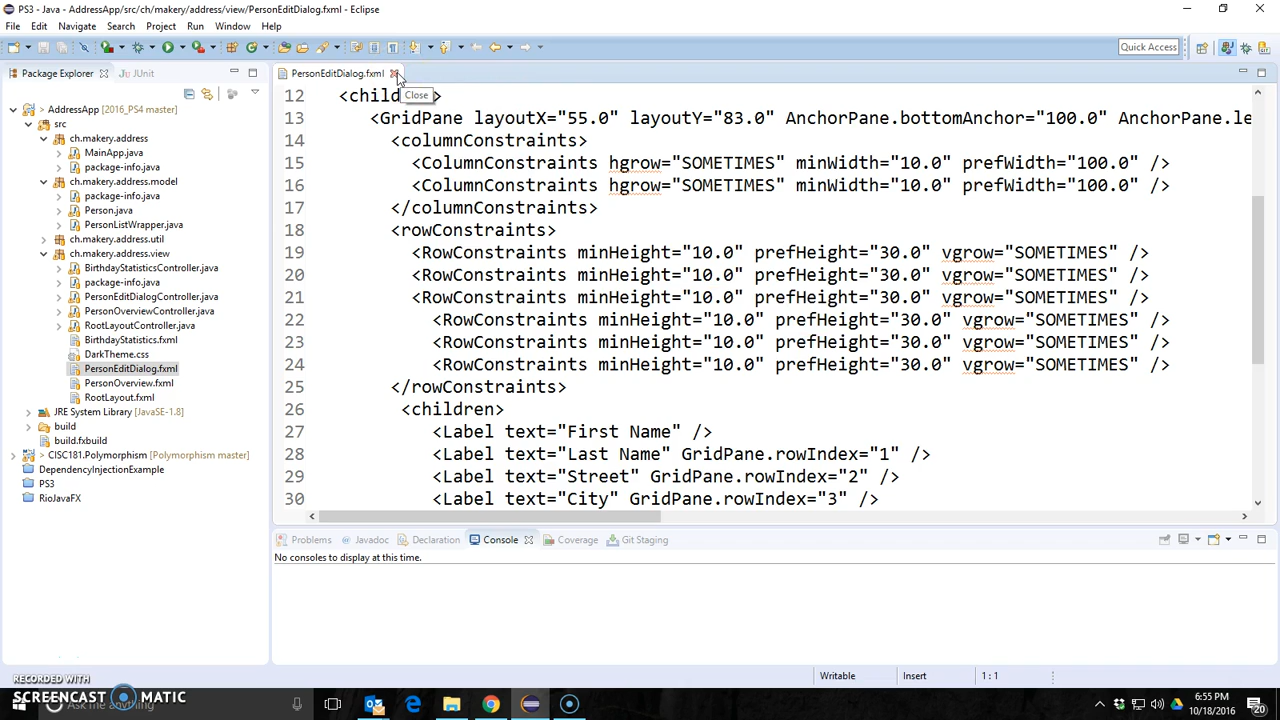 PS3 - Java - AddressApp/src/ch/makery/address/view/PersonEditDialog.fxml - Eclipse
File Edit Navigate Search Project Run Window Help
Quick Access
Package Explorer JUnit
PersonEditDialog.fxml
Close
> AddressApp [2016_PS4 master]
src
ch.makery.address
MainApp.java
package-info.java
ch.makery.address.model
package-info.java
Person.java
PersonListWrapper.java
ch.makery.address.util
ch.makery.address.view
BirthdayStatisticsController.java
package-info.java
PersonEditDialogController.java
PersonOverviewController.java
RootLayoutController.java
BirthdayStatistics.fxml
DarkTheme.css
PersonEditDialog.fxml
PersonOverview.fxml
RootLayout.fxml
JRE System Library [JavaSE-1.8]
build
build.fxbuild
> CISC181.Polymorphism [Polymorphism master]
DependencyInjectionExample
PS3
RioJavaFX
12 <child >
13 <GridPane layoutX="55.0" layoutY="83.0" AnchorPane.bottomAnchor="100.0" AnchorPane.le
14 <columnConstraints>
15 <ColumnConstraints hgrow="SOMETIMES" minWidth="10.0" prefWidth="100.0" />
16 <ColumnConstraints hgrow="SOMETIMES" minWidth="10.0" prefWidth="100.0" />
17 </columnConstraints>
18 <rowConstraints>
19 <RowConstraints minHeight="10.0" prefHeight="30.0" vgrow="SOMETIMES" />
20 <RowConstraints minHeight="10.0" prefHeight="30.0" vgrow="SOMETIMES" />
21 <RowConstraints minHeight="10.0" prefHeight="30.0" vgrow="SOMETIMES" />
22 <RowConstraints minHeight="10.0" prefHeight="30.0" vgrow="SOMETIMES" />
23 <RowConstraints minHeight="10.0" prefHeight="30.0" vgrow="SOMETIMES" />
24 <RowConstraints minHeight="10.0" prefHeight="30.0" vgrow="SOMETIMES" />
25 </rowConstraints>
26 <children>
27 <Label text="First Name" />
28 <Label text="Last Name" GridPane.rowIndex="1" />
29 <Label text="Street" GridPane.rowIndex="2" />
30 <Label text="City" GridPane.rowIndex="3" />
Problems Javadoc Declaration Console Coverage Git Staging
No consoles to display at this time.
Writable Insert 1 : 1
RECORDED WITH
SCREENCAST MATIC
Ask me anything
6:55 PM
10/18/2016
20